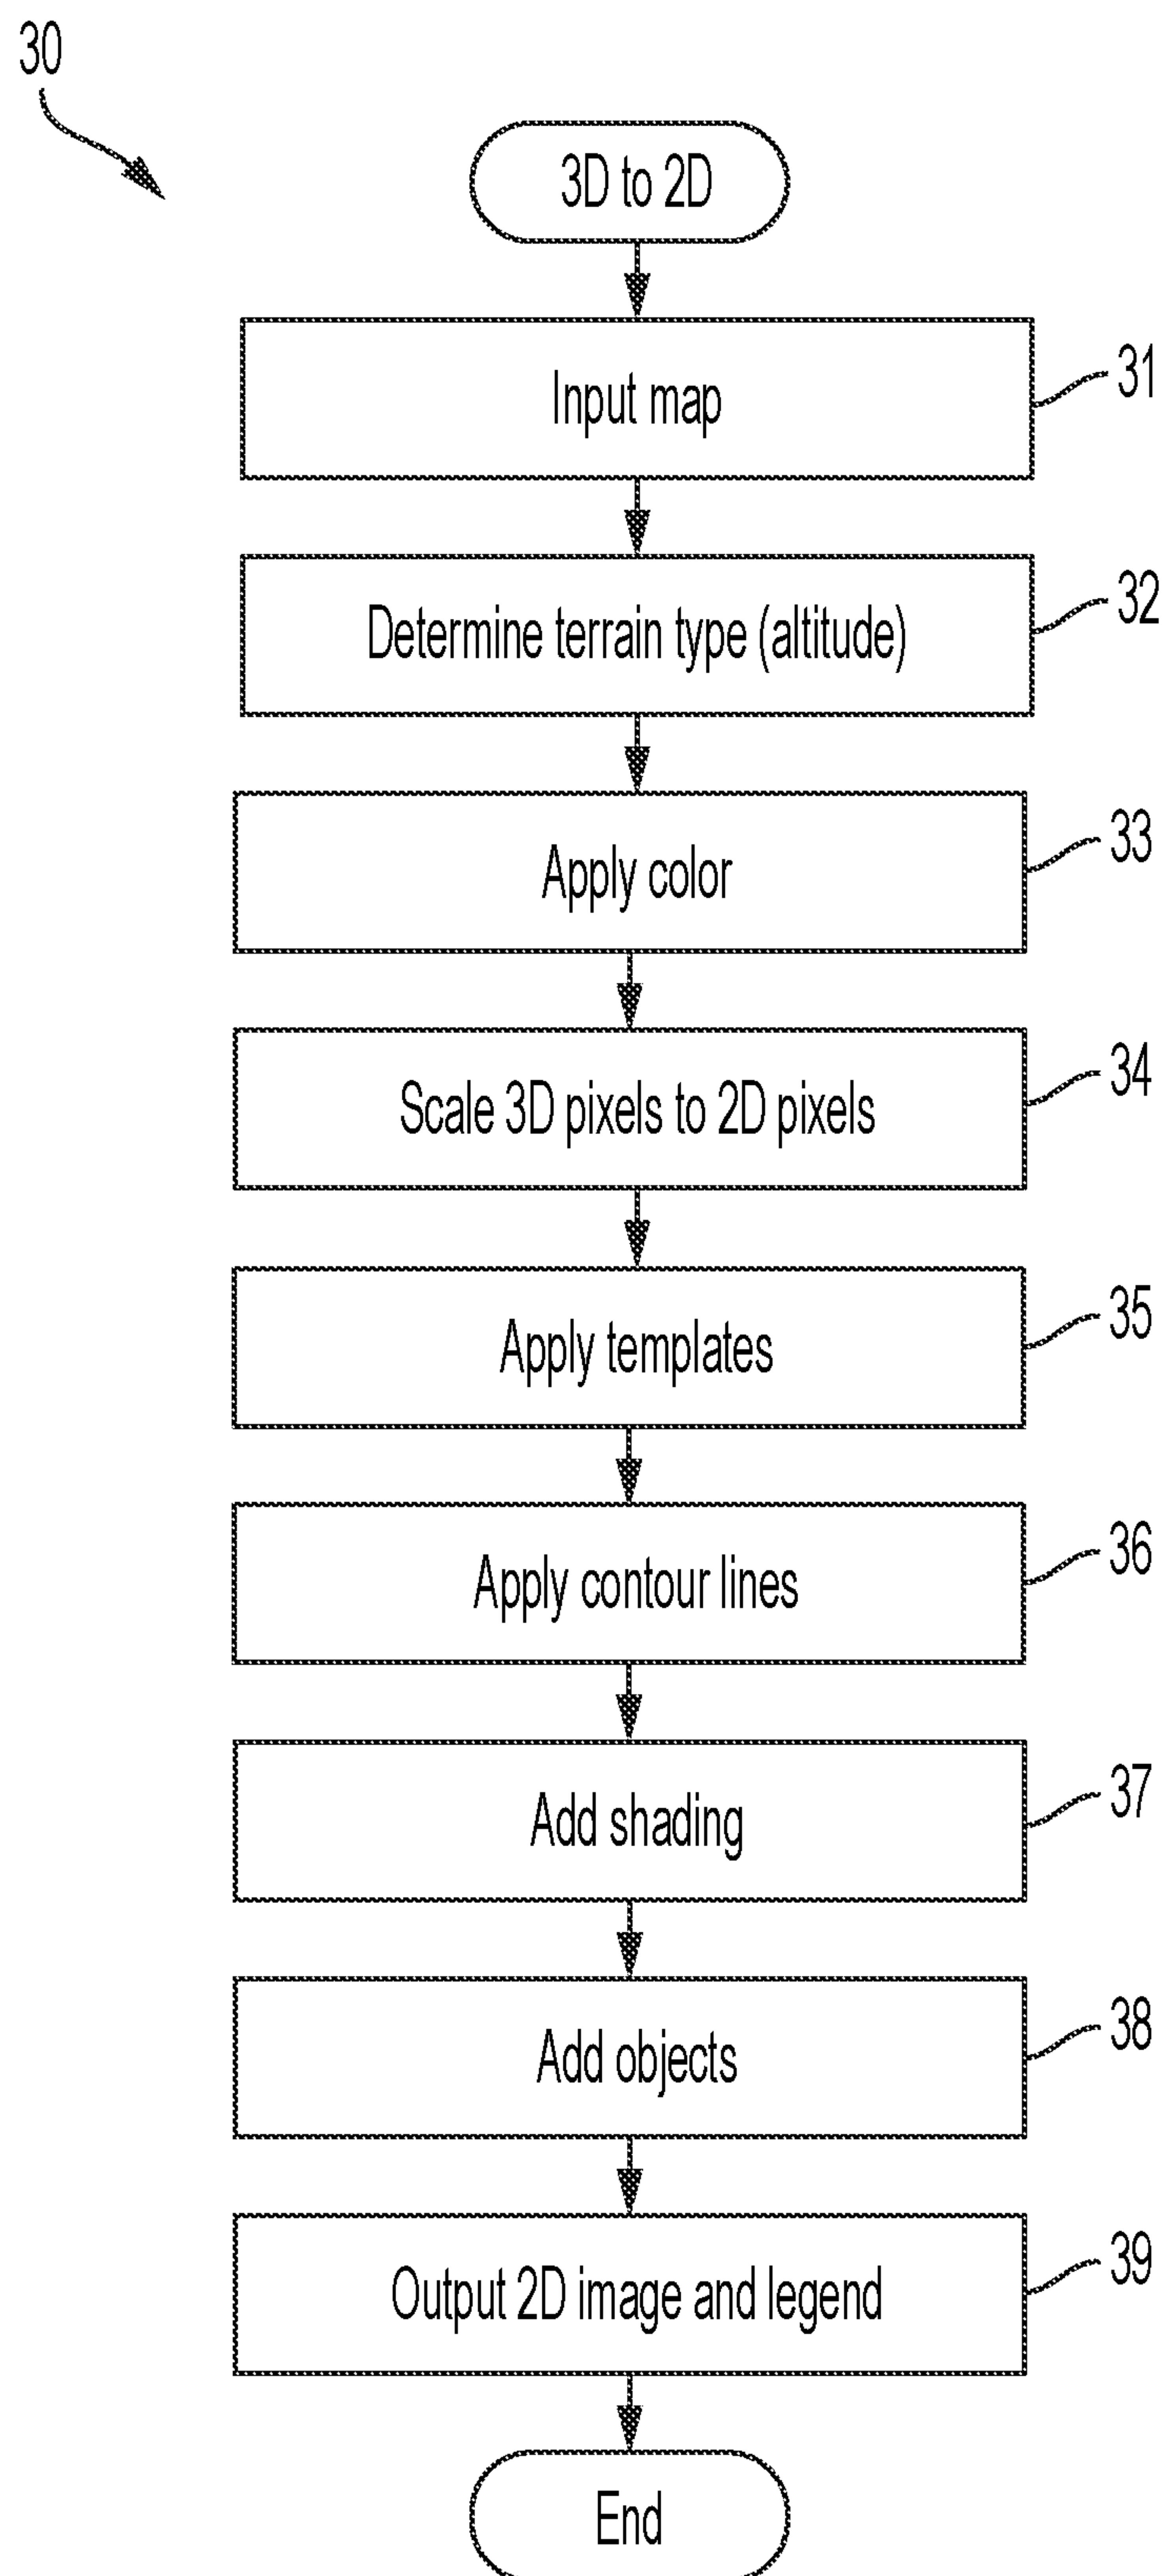 30
3D to 2D
Input map
31
Determine terrain type (altitude)
32
Apply color
33
Scale 3D pixels to 2D pixels
34
Apply templates
35
Apply contour lines
36
Add shading
37
Add objects
38
Output 2D image and legend
39
End